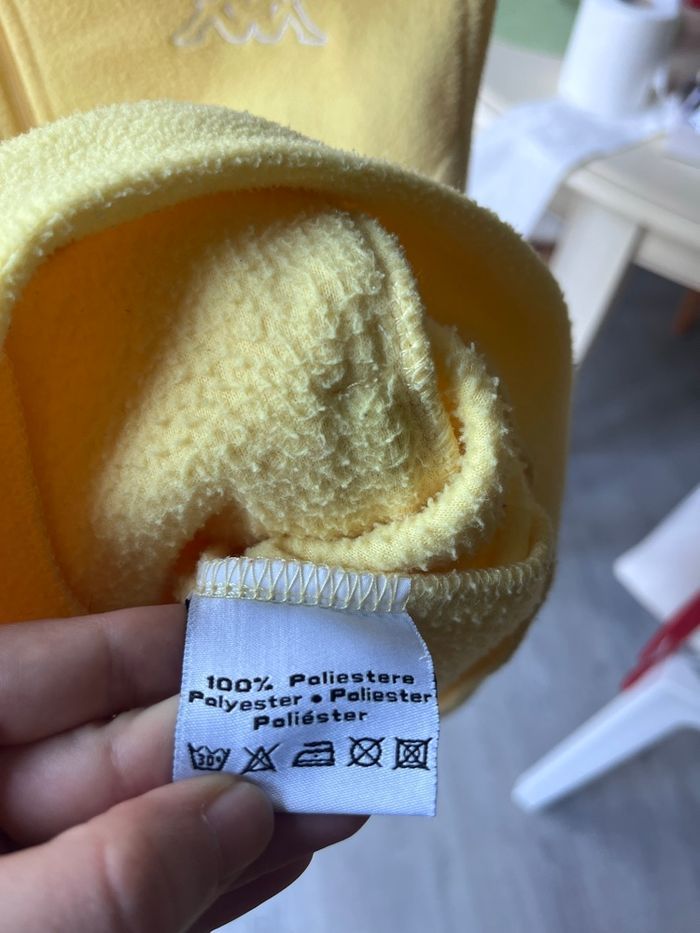 100% Poliestere
Polyester • Poliester
Poliéster
30°